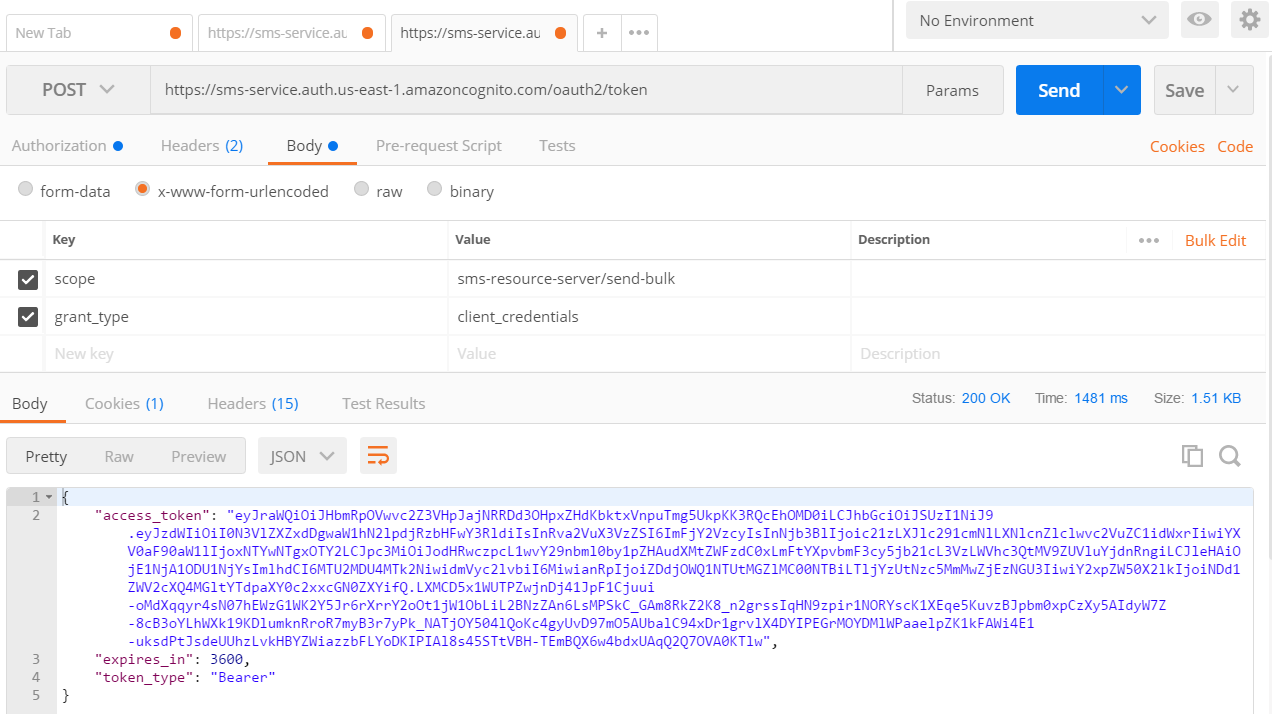 New Tab
https://sms-service.au
https://sms-service.au
+
•••
No Environment
POST
https://sms-service.auth.us-east-1.amazoncognito.com/oauth2/token
Params
Send
Save
Authorization
Headers (2)
Body
Pre-request Script
Tests
Cookies
Code
form-data
x-www-form-urlencoded
raw
binary
Key
Value
Description
•••
Bulk Edit
scope
sms-resource-server/send-bulk
grant_type
client_credentials
New key
Value
Description
Body
Cookies (1)
Headers (15)
Test Results
Status: 200 OK
Time: 1481 ms
Size: 1.51 KB
Pretty
Raw
Preview
JSON
1 {
2 "access_token": "eyJraWQiOiJHbmRpOVwvc2Z3VHpJajNRRDd3OHpxZHdKbktxVnpuTmg5UkpKK3RQcEhOMD0iLCJhbGciOiJSUzI1NiJ9
.eyJzdWIiOiI0N3VlZXZxdDgwaW1hN2lpdjRzbHFwY3RldiIsInRva2VuX3VzZSI6ImFjY2VzcyIsInNjb3BlIjoic21zLXJlc291cmNlLXNlcnZlclwvc2VuZC1idWxrIiwiYX
V0aF90aW1lIjoxNTYwNTgxOTY2LCJpc3MiOiJodHRwczpcL1wvY29nbml0by1pZHAudXMtZWFzdC0xLmFtYXpvbmF3cy5jb21cL3VzLWVhc3QtMV9ZUVluYjdnRngiLCJleHAiO
jE1NjA1ODU1NjYsImlhdCI6MTU2MDU4MTk2NiwidmVyc2lvbiI6MiwianRpIjoiZDdjOWQ1NTUtMGZlMC00NTBiLTljYzUtNzc5MmMwZjEzNGU3IiwiY2xpZW50X2lkIjoiNDd1
ZWV2cXQ4MGltYTdpaXY0c2xxcGN0ZXYifQ.LXMCD5x1WUTPZwjnDj41JpF1Cjuui
-oMdXqqyr4sN07hEWzG1WK2Y5Jr6rXrrY2oOt1jW1ObLiL2BNzZAn6LsMPSkC_GAm8RkZ2K8_n2grssIqHN9zpir1NORYscK1XEqe5KuvzBJpbm0xpCzXy5AIdyW7Z
-8cB3oYLhWXk19KDlumknRroR7myB3r7yPk_NATjOY504lQoKc4gyUvD97mO5AUbalC94xDr1grvlX4DYIPEGrMOYDMlWPaaelpZK1kFAWi4E1
-uksdPtJsdeUUhzLvkHBYZWiazzbFLYoDKIPIAl8s45STtVBH-TEmBQX6w4bdxUAqQ2Q7OVA0KTlw",
3 "expires_in": 3600,
4 "token_type": "Bearer"
5 }